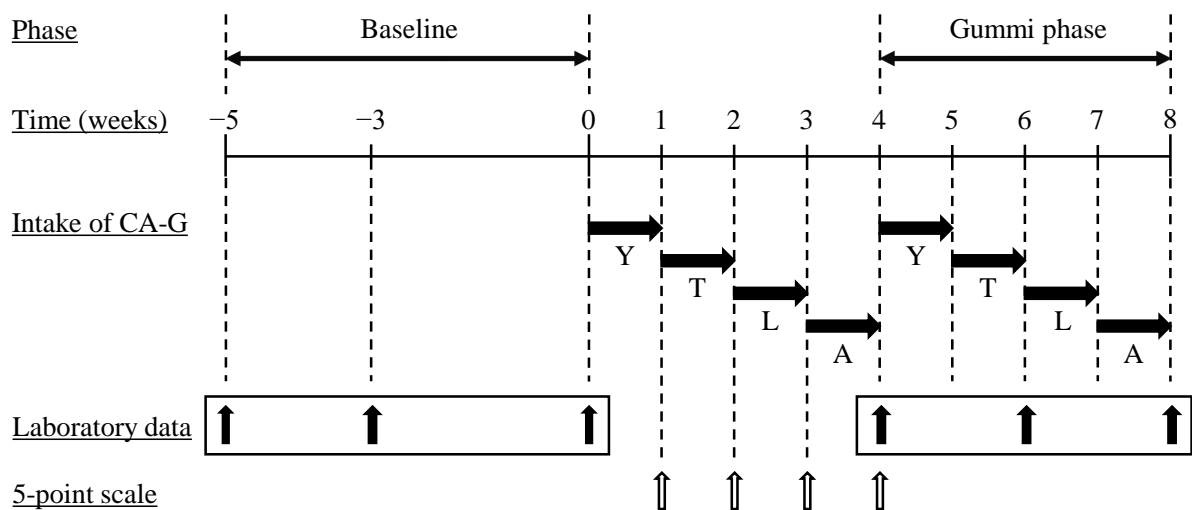 Phase
Baseline
Gummi phase
Time (weeks)
−5 −3 0 1 2 3 4 5 6 7 8
Intake of CA-G
Y Y
T T
L L
A A
Laboratory data
5-point scale